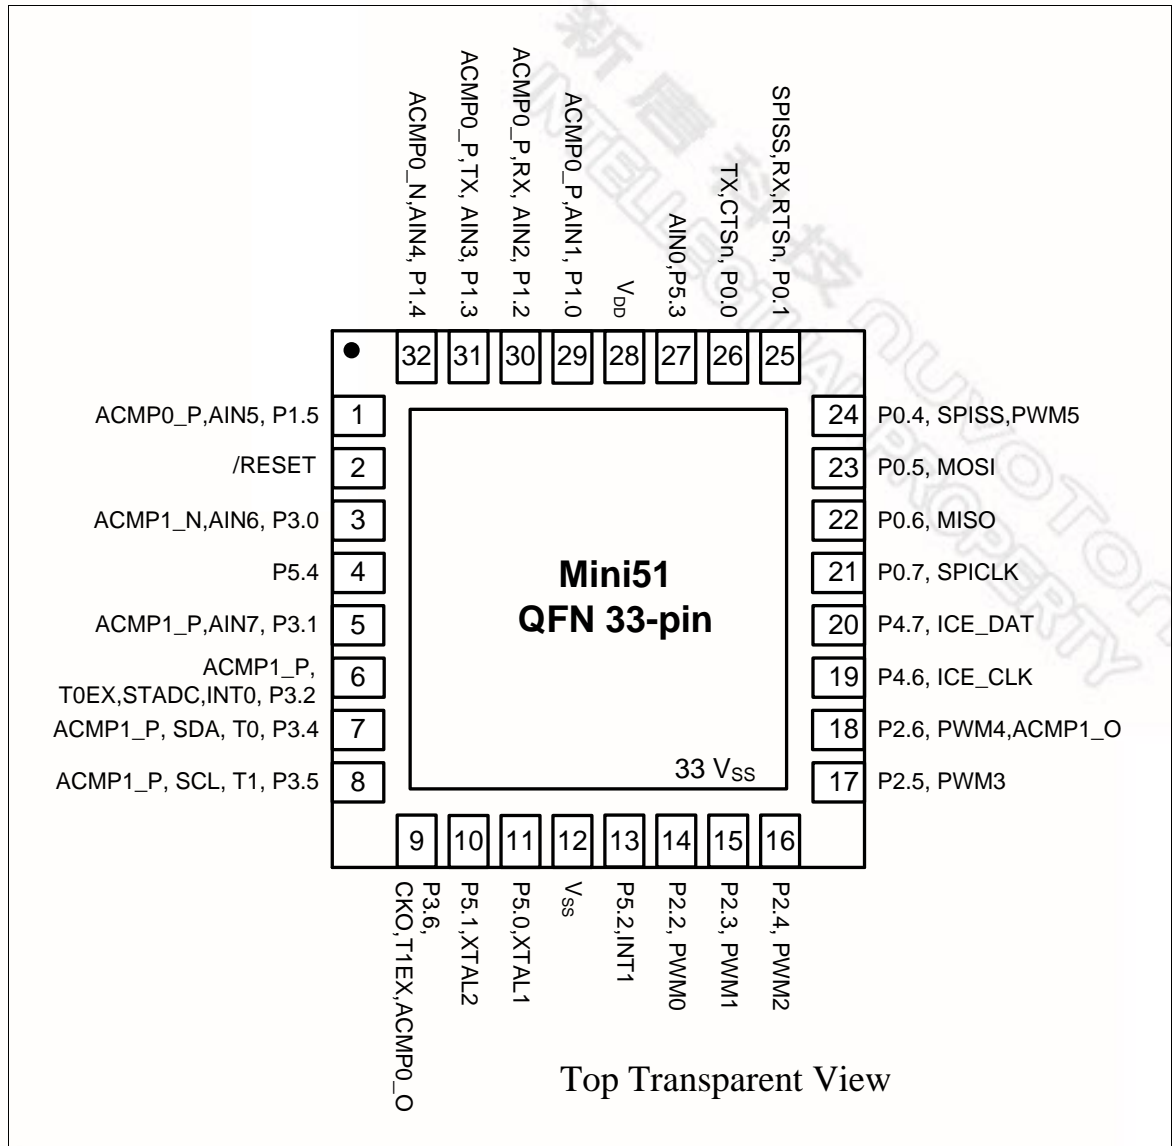 ACMP0_N,AIN4, P1.4
ACMP0_P,TX, AIN3, P1.3
ACMP0_P,RX, AIN2, P1.2
ACMP0_P,AIN1, P1.0
VDD
AIN0,P5.3
TX,CTSn, P0.0
SPISS,RX,RTSn, P0.1
32
31
30
29
28
27
26
25
ACMP0_P,AIN5, P1.5
1
/RESET
2
ACMP1_N,AIN6, P3.0
3
P5.4
4
ACMP1_P,AIN7, P3.1
5
ACMP1_P,
T0EX,STADC,INT0, P3.2
6
ACMP1_P, SDA, T0, P3.4
7
ACMP1_P, SCL, T1, P3.5
8
Mini51
QFN 33-pin
33 VSS
24
P0.4, SPISS,PWM5
23
P0.5, MOSI
22
P0.6, MISO
21
P0.7, SPICLK
20
P4.7, ICE_DAT
19
P4.6, ICE_CLK
18
P2.6, PWM4,ACMP1_O
17
P2.5, PWM3
9
10
11
12
13
14
15
16
P3.6,
CKO,T1EX,ACMP0_O
P5.1,XTAL2
P5.0,XTAL1
VSS
P5.2,INT1
P2.2, PWM0
P2.3, PWM1
P2.4, PWM2
Top Transparent View
新唐科技 nuvoTon
INTELLECTUAL PROPERTY